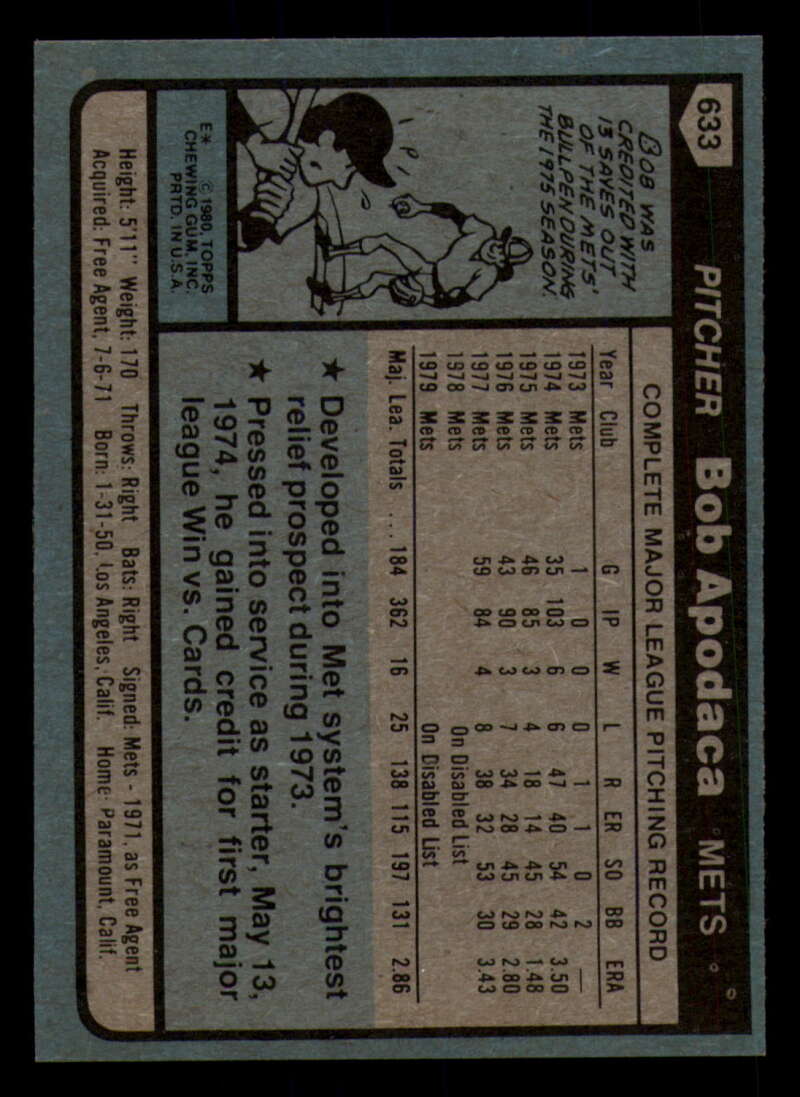 633
PITCHER Bob Apodaca METS
BOB WAS
CREDITED WITH
13 SAVES OUT
OF THE METS'
BULLPEN DURING
THE 1975 SEASON.
E* © 1980, TOPPS
CHEWING GUM, INC.
PRTD. IN U.S.A.
COMPLETE MAJOR LEAGUE PITCHING RECORD
Year Club G IP W L R ER SO BB ERA
1973 Mets 1 0 0 0 1 1 0 2 —
1974 Mets 35 103 6 6 47 40 54 42 3.50
1975 Mets 46 85 3 4 18 14 45 28 1.48
1976 Mets 43 90 3 7 34 28 45 29 2.80
1977 Mets 59 84 4 8 38 32 53 30 3.43
1978 Mets On Disabled List
1979 Mets On Disabled List
Maj. Lea. Totals . . . 184 362 16 25 138 115 197 131 2.86
★ Developed into Met system's brightest
relief prospect during 1973.
★ Pressed into service as starter, May 13,
1974, he gained credit for first major
league Win vs. Cards.
Height: 5'11" Weight: 170 Throws: Right Bats: Right Signed: Mets - 1971, as Free Agent
Acquired: Free Agent, 7-6-71 Born: 1-31-50, Los Angeles, Calif. Home: Paramount, Calif.